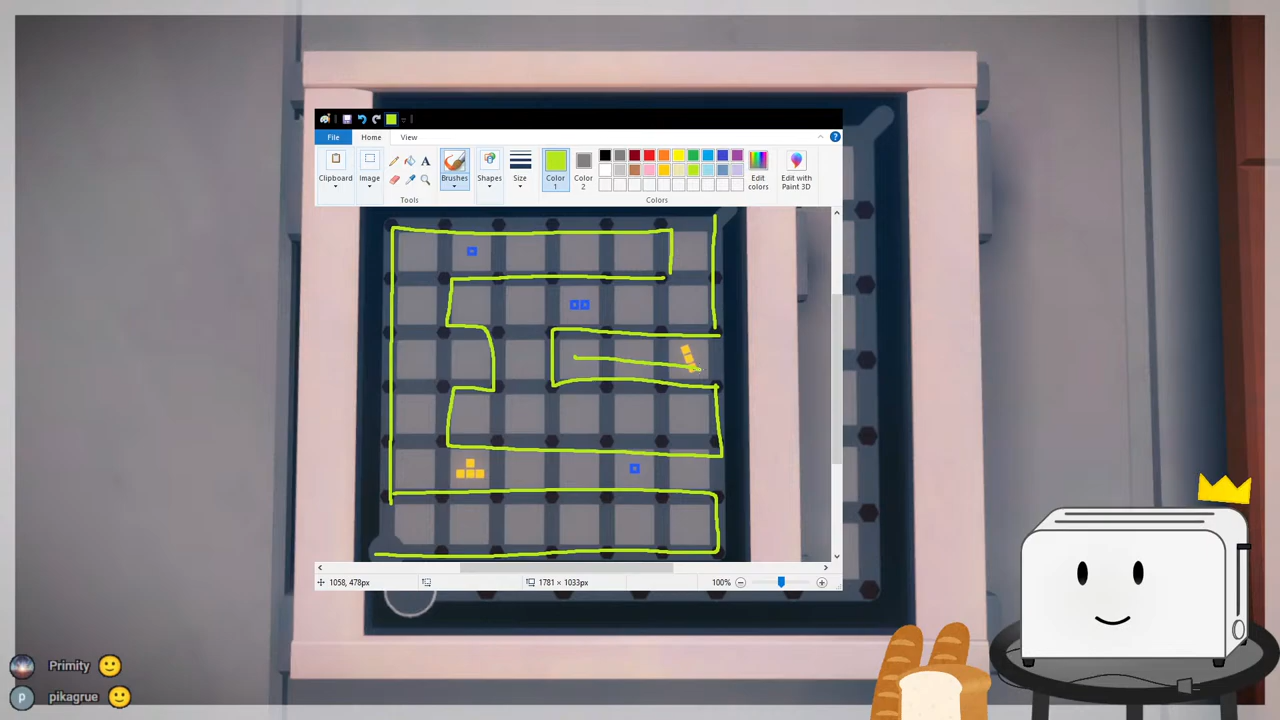 File Home View
Clipboard Image Tools Brushes Shapes Size Color 1 Color 2 Edit colors Edit with Paint 3D
Tools Colors
1058, 478px 1781 × 1033px 100%
Primity
P pikagrue